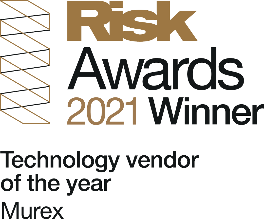 Risk
Awards
2021 Winner
Technology vendor
of the year
Murex